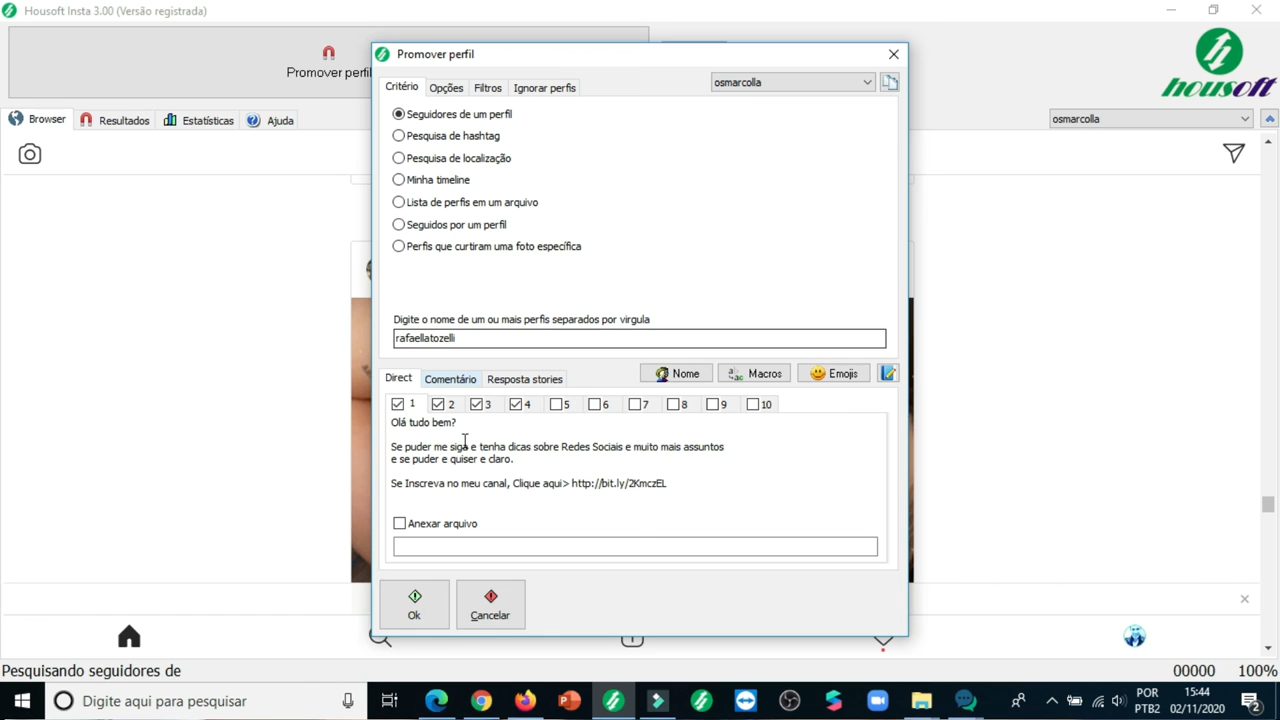 Housoft Insta 3.00 (Versão registrada)
Promover perfil
Promover perfil
housoft
Browser
Resultados
Estatísticas
Ajuda
osmarcolla
Critério
Opções
Filtros
Ignorar perfis
osmarcolla
Seguidores de um perfil
Pesquisa de hashtag
Pesquisa de localização
Minha timeline
Lista de perfis em um arquivo
Seguidos por um perfil
Perfis que curtiram uma foto específica
Digite o nome de um ou mais perfis separados por virgula
rafaellatozelli
Direct
Comentário
Resposta stories
Nome
Macros
Emojis
1 2 3 4 5 6 7 8 9 10
Olá tudo bem?
Se puder me siga e tenha dicas sobre Redes Sociais e muito mais assuntos
e se puder e quiser e claro.
Se Inscreva no meu canal, Clique aqui> http://bit.ly/2KmczEL
Anexar arquivo
Ok
Cancelar
Pesquisando seguidores de
00000 100%
Digite aqui para pesquisar
POR
PTB2
15:44
02/11/2020
2